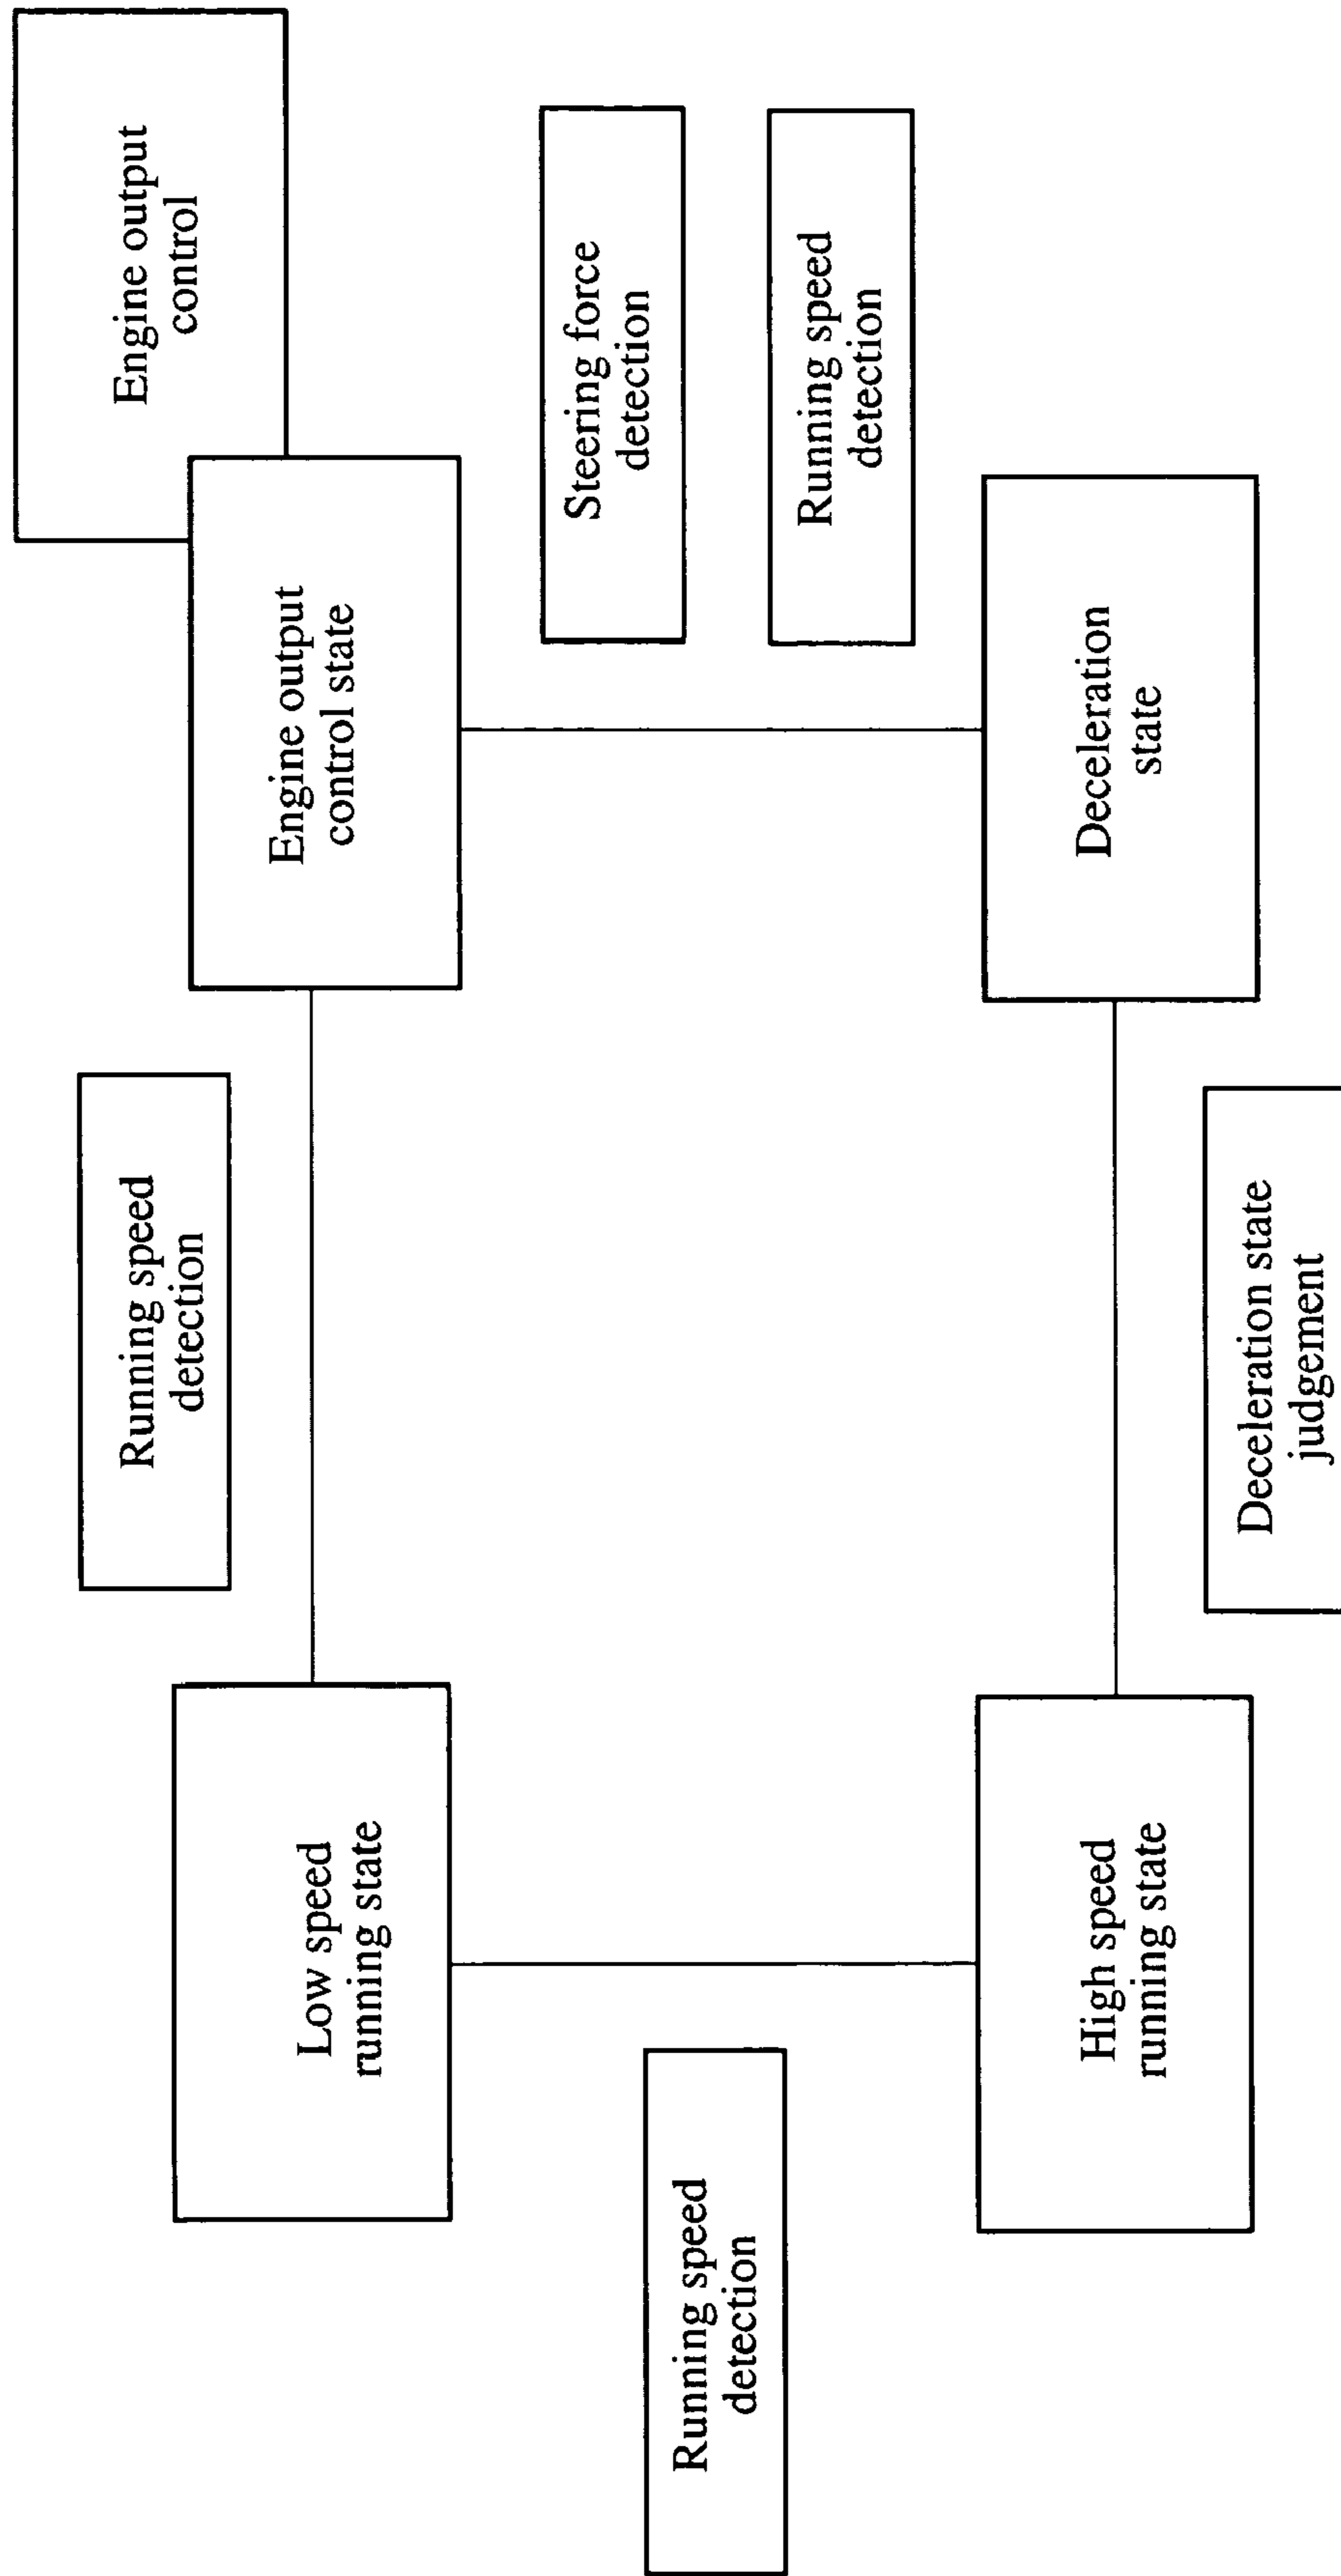 Engine output
control
Engine output
control state
Steering force
detection
Running speed
detection
Deceleration
state
Running speed
detection
Deceleration state
judgement
Low speed
running state
Running speed
detection
High speed
running state